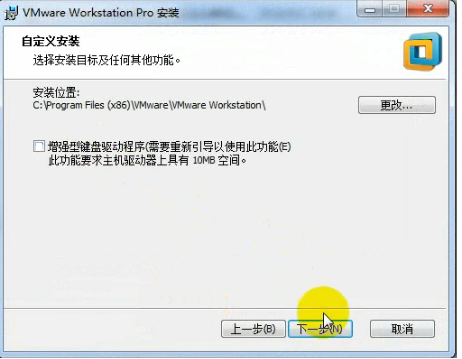 VMware Workstation Pro 安装
自定义安装
选择安装目标及任何其他功能。
安装位置:
C:\Program Files (x86)\VMware\VMware Workstation\
更改...
增强型键盘驱动程序(需要重新引导以使用此功能(E)
此功能要求主机驱动器上具有 10MB 空间。
上一步(B) 下一步(N) 取消